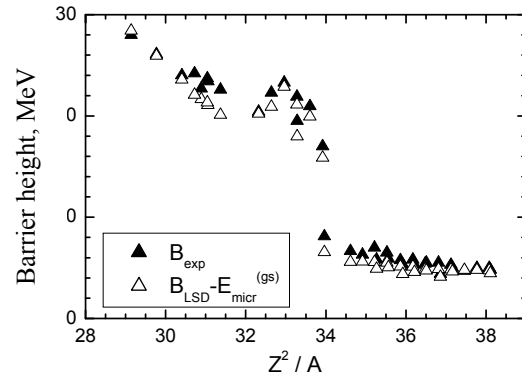 30
0
0
0
Barrier height, MeV
B_exp
B_LSD-E_micr^(gs)
28 30 32 34 36 38
Z^2 / A